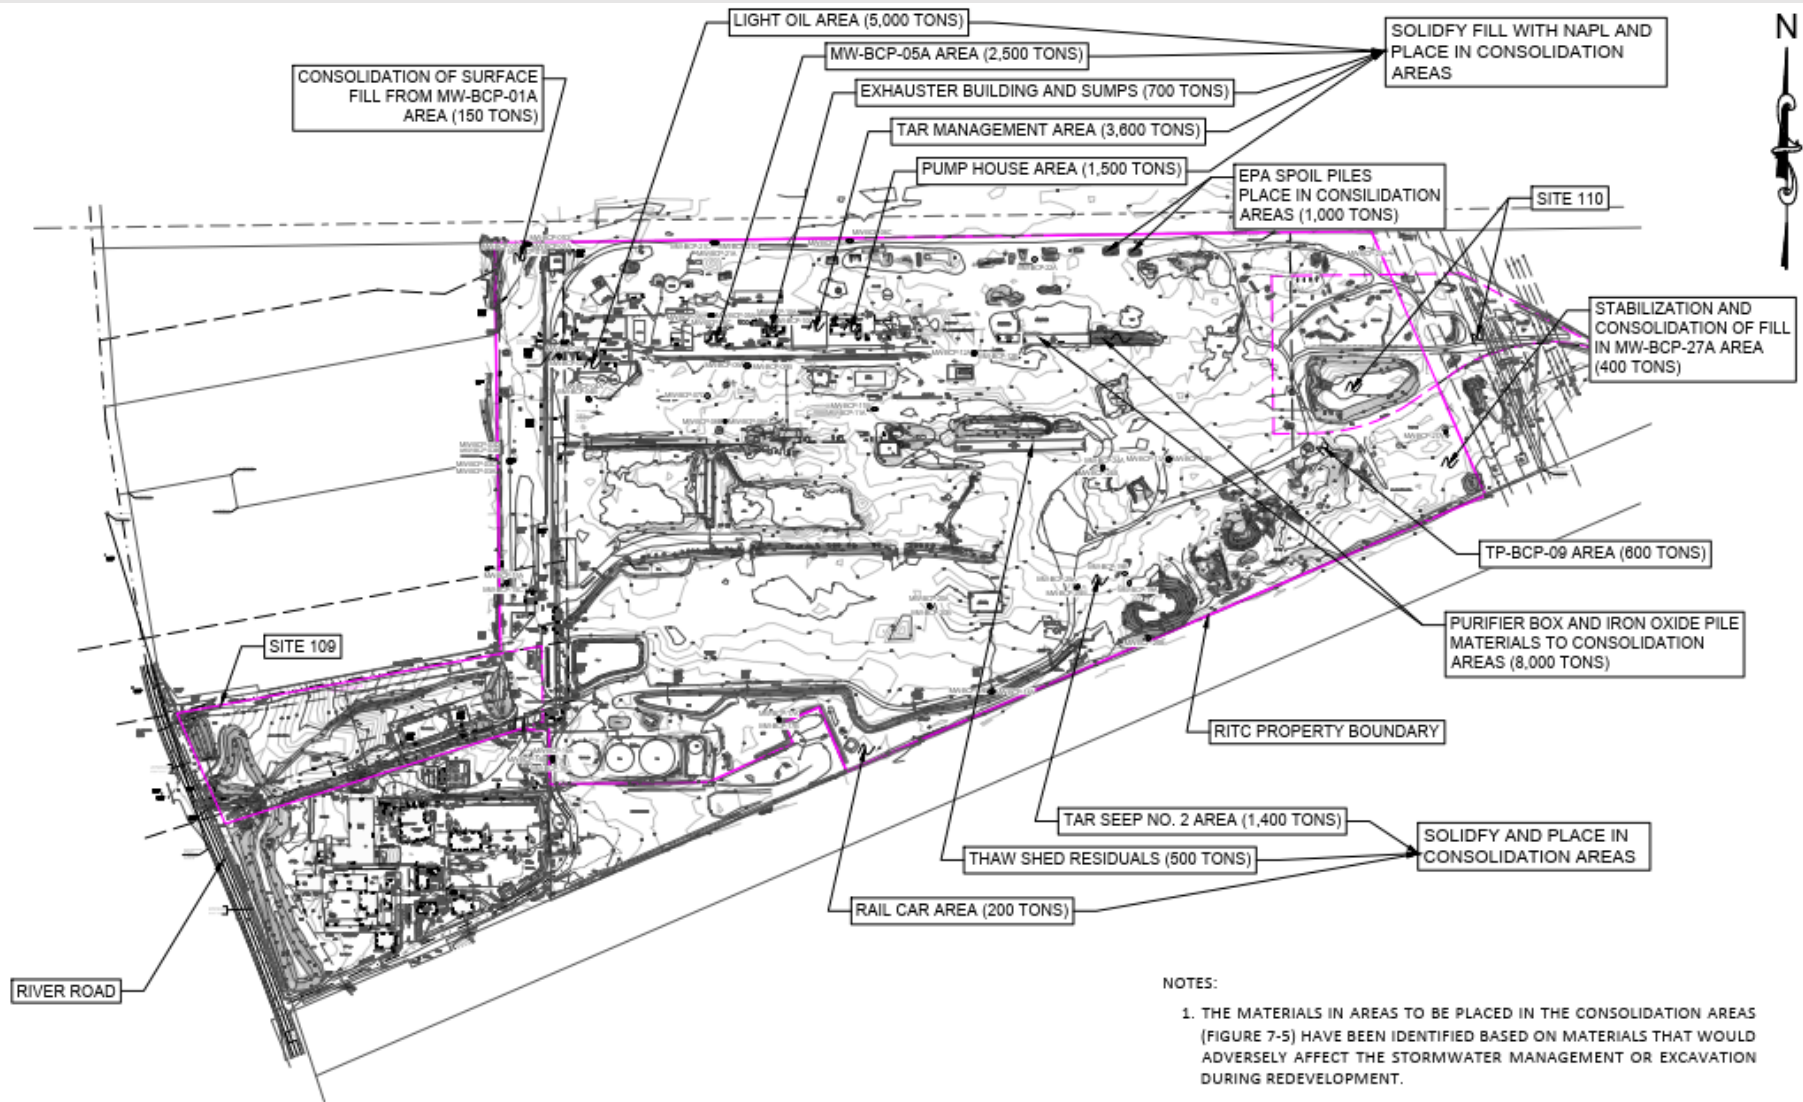 LIGHT OIL AREA (5,000 TONS)
SOLIDFY FILL WITH NAPL AND
PLACE IN CONSOLIDATION
AREAS
N
MW-BCP-05A AREA (2,500 TONS)
CONSOLIDATION OF SURFACE
FILL FROM MW-BCP-01A
AREA (150 TONS)
EXHAUSTER BUILDING AND SUMPS (700 TONS)
TAR MANAGEMENT AREA (3,600 TONS)
PUMP HOUSE AREA (1,500 TONS)
EPA SPOIL PILES
PLACE IN CONSILIDATION
AREAS (1,000 TONS)
SITE 110
STABILIZATION AND
CONSOLIDATION OF FILL
IN MW-BCP-27A AREA
(400 TONS)
TP-BCP-09 AREA (600 TONS)
SITE 109
PURIFIER BOX AND IRON OXIDE PILE
MATERIALS TO CONSOLIDATION
AREAS (8,000 TONS)
RITC PROPERTY BOUNDARY
TAR SEEP NO. 2 AREA (1,400 TONS)
SOLIDFY AND PLACE IN
CONSOLIDATION AREAS
THAW SHED RESIDUALS (500 TONS)
RAIL CAR AREA (200 TONS)
RIVER ROAD
NOTES:
1. THE MATERIALS IN AREAS TO BE PLACED IN THE CONSOLIDATION AREAS
(FIGURE 7-5) HAVE BEEN IDENTIFIED BASED ON MATERIALS THAT WOULD
ADVERSELY AFFECT THE STORMWATER MANAGEMENT OR EXCAVATION
DURING REDEVELOPMENT.